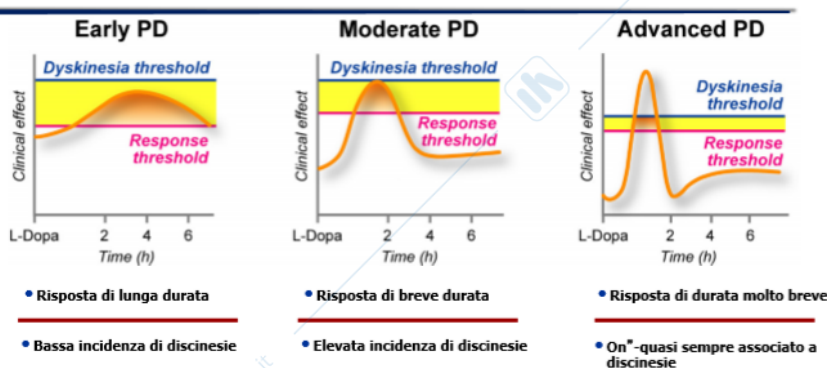 Early PD
Dyskinesia threshold
Response
threshold
Clinical effect
L-Dopa 2 4 6
Time (h)
• Risposta di lunga durata
• Bassa incidenza di discinesie
Moderate PD
Dyskinesia threshold
Response
threshold
Clinical effect
L-Dopa 2 4 6
Time (h)
• Risposta di breve durata
• Elevata incidenza di discinesie
Advanced PD
Dyskinesia
threshold
Response
threshold
Clinical effect
L-Dopa 2 4 6
Time (h)
• Risposta di durata molto breve
• On"-quasi sempre associato a
discinesie